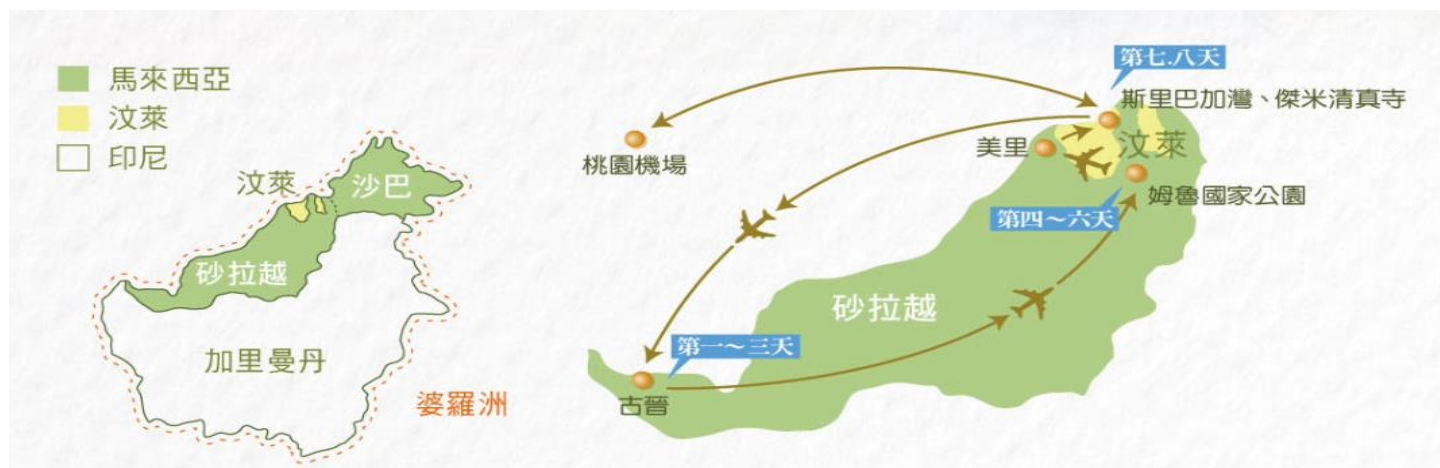 馬來西亞
汶萊
印尼
汶萊
沙巴
砂拉越
加里曼丹
婆羅洲
第七.八天
斯里巴加灣、傑米清真寺
桃園機場
美里
汶萊
姆魯國家公園
第四～六天
砂拉越
第一～三天
古晉